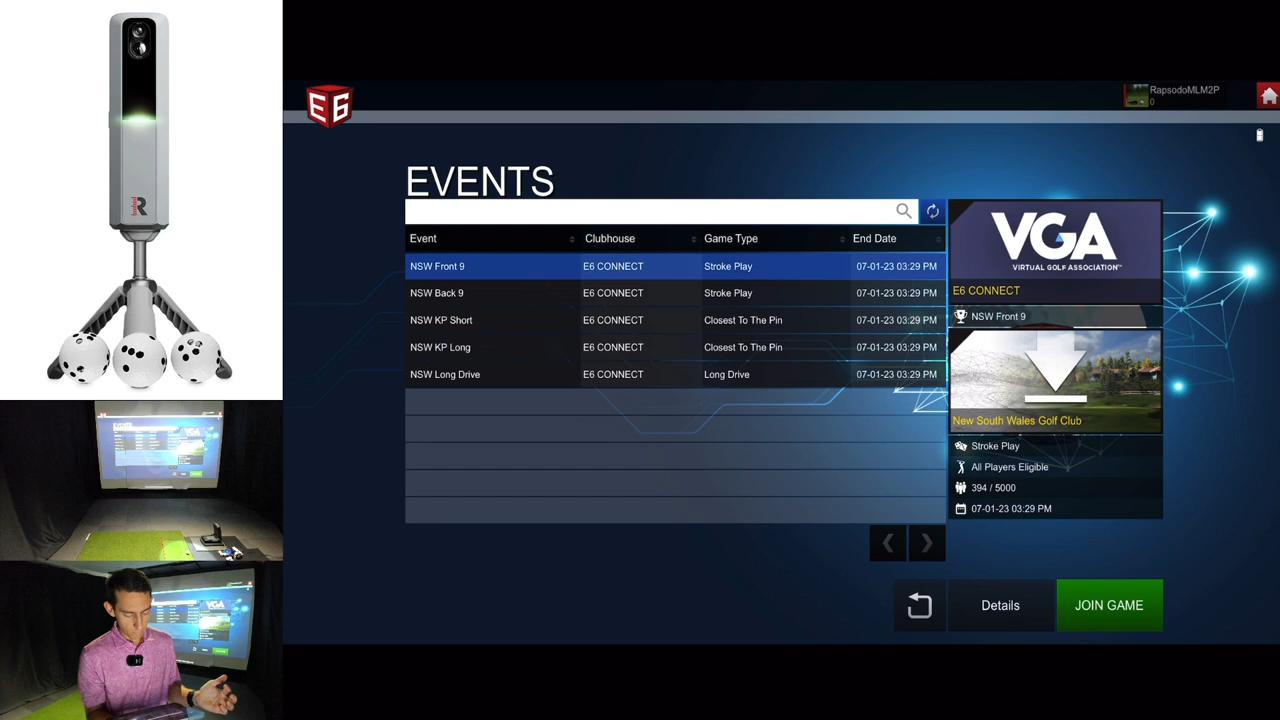 E6
RapsodoMLM2P
0
EVENTS
Event Clubhouse Game Type End Date
NSW Front 9 E6 CONNECT Stroke Play 07-01-23 03:29 PM
NSW Back 9 E6 CONNECT Stroke Play 07-01-23 03:29 PM
NSW KP Short E6 CONNECT Closest To The Pin 07-01-23 03:29 PM
NSW KP Long E6 CONNECT Closest To The Pin 07-01-23 03:29 PM
NSW Long Drive E6 CONNECT Long Drive 07-01-23 03:29 PM
VGA
VIRTUAL GOLF ASSOCIATION™
E6 CONNECT
NSW Front 9
New South Wales Golf Club
Stroke Play
All Players Eligible
394 / 5000
07-01-23 03:29 PM
Details
JOIN GAME
R
EVENTS
VGA
VGA